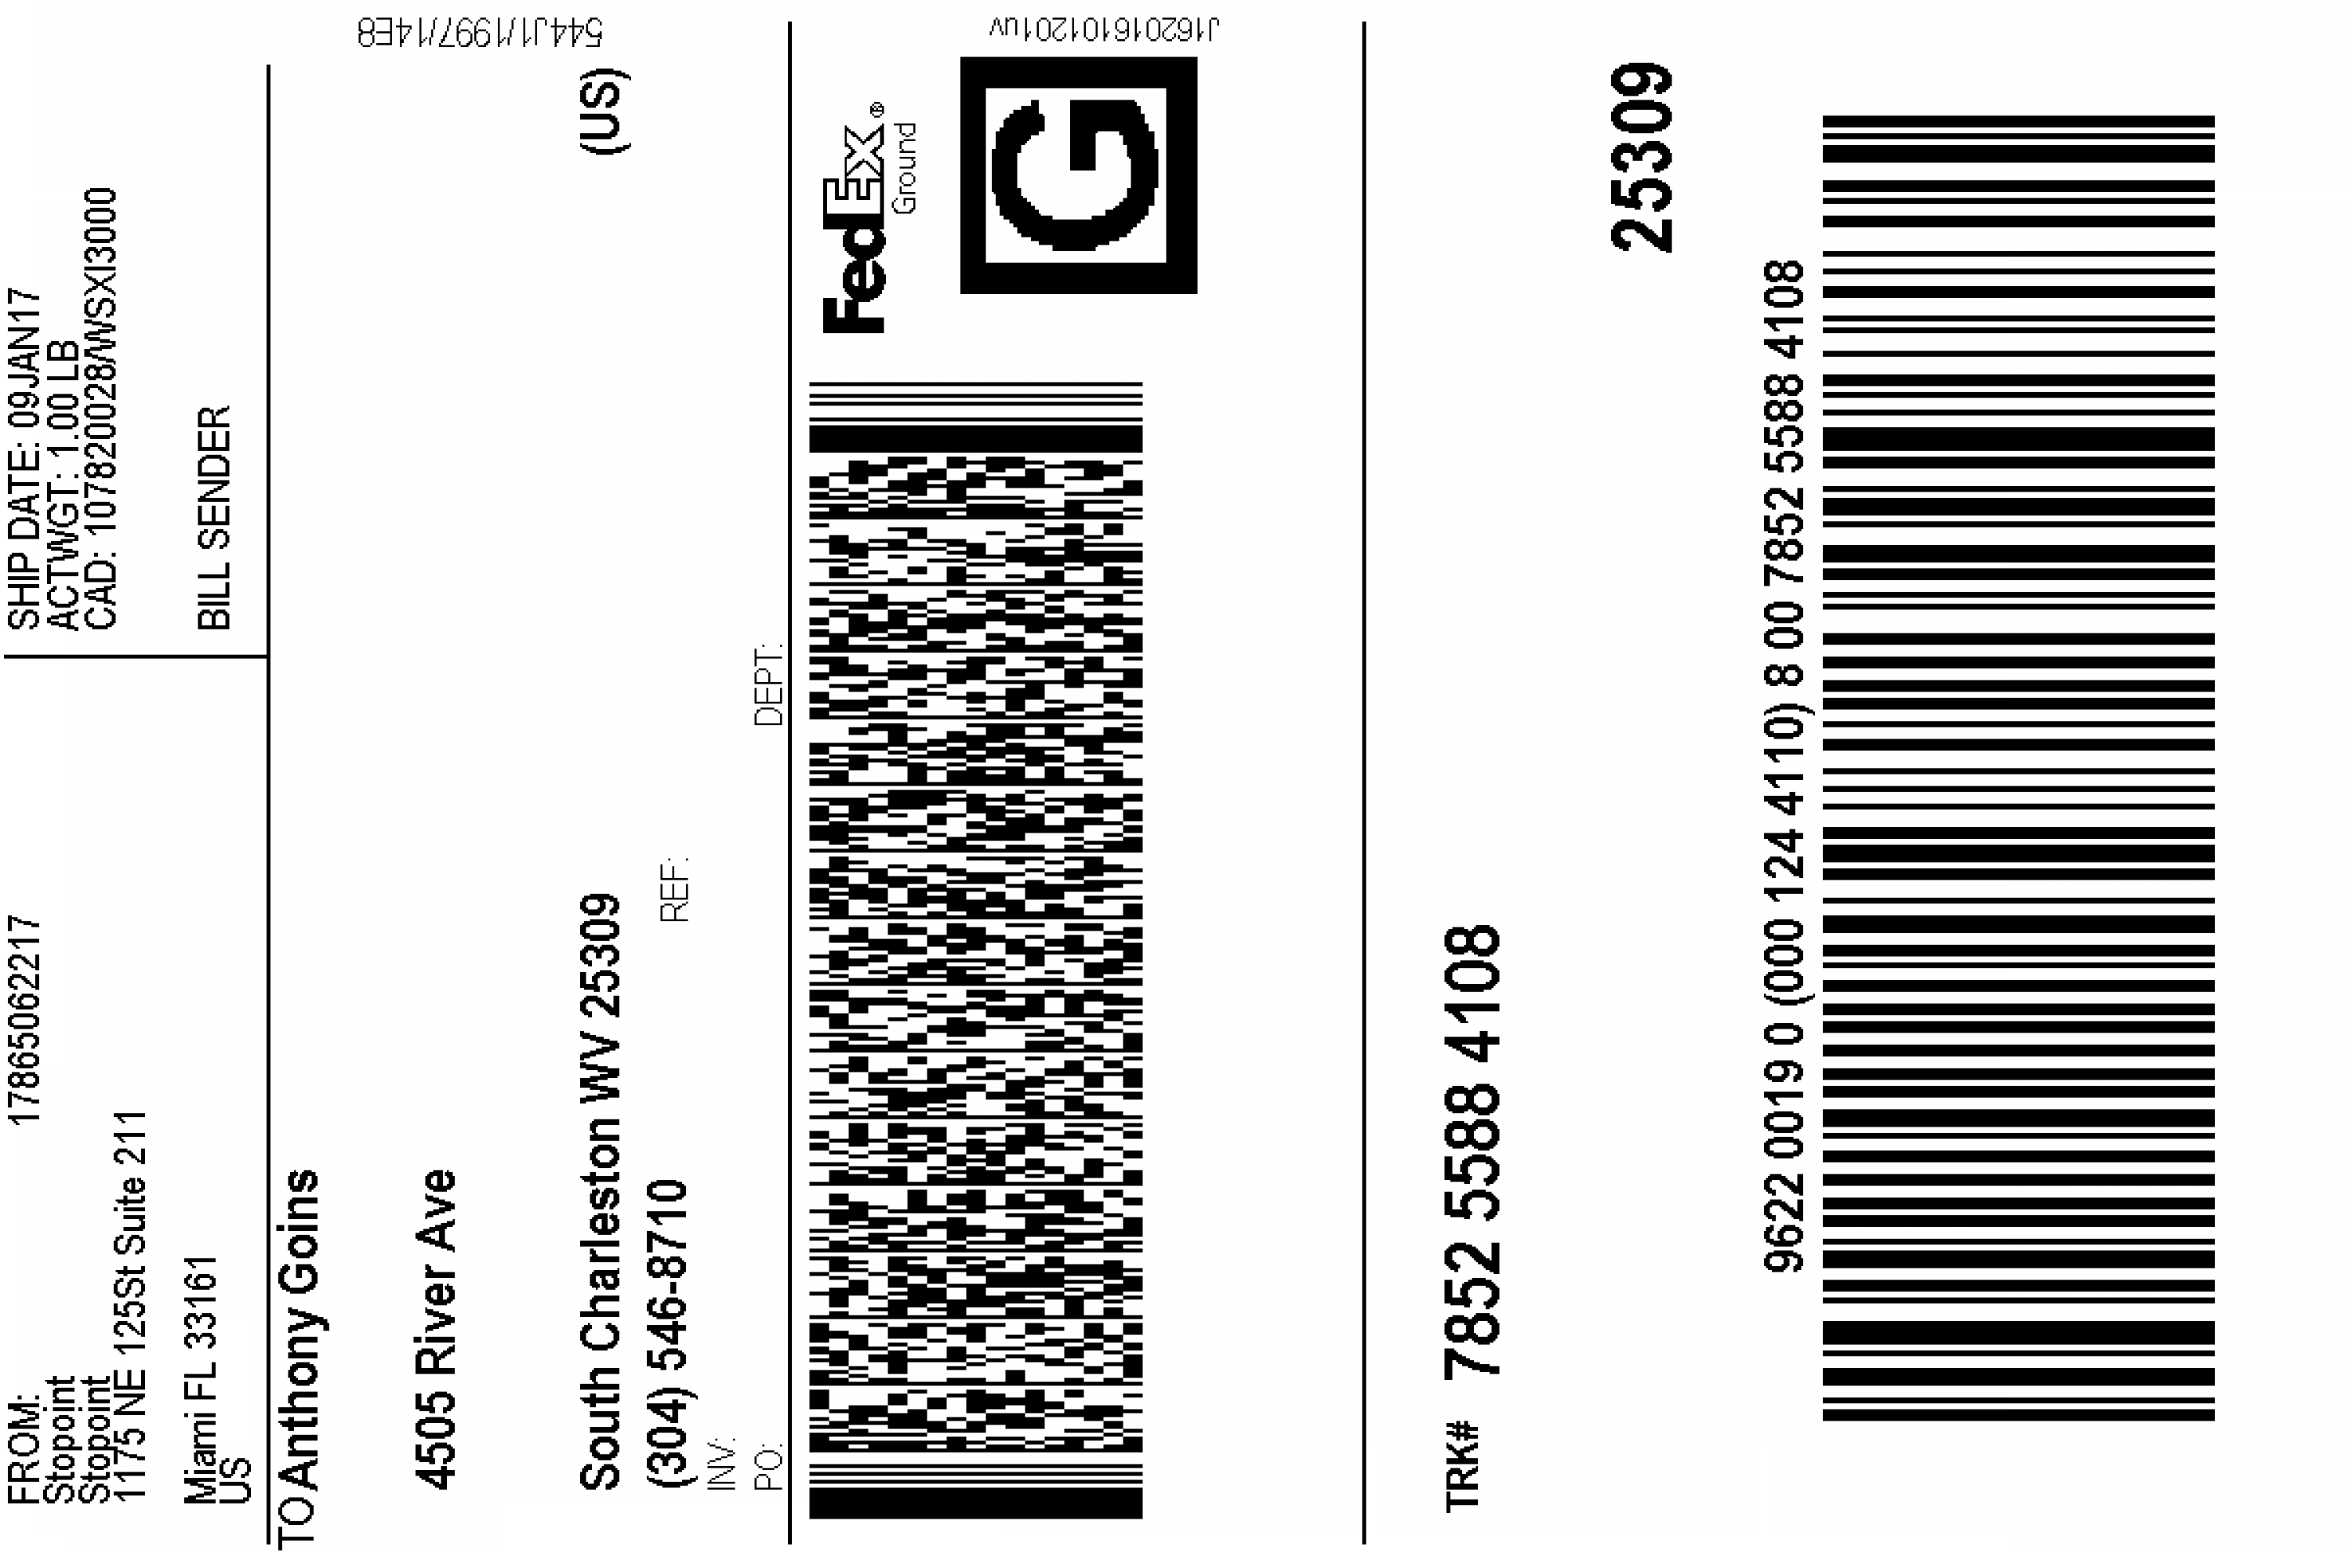 FROM: 17865062217
Stopoint
Stopoint
1175 NE 125St Suite 211
Miami FL 33161
US
SHIP DATE: 09JAN17
ACTWGT: 1.00 LB
CAD: 107820028/WSXI3000
BILL SENDER
TO Anthony Goins
4505 River Ave
South Charleston WV 25309 (US)
(304) 546-8710 REF:
INV:
PO: DEPT:
544J1/1997/14E8
FedEx®
Ground
G
J162016101201uv
TRK# 7852 5588 4108
25309
9622 0019 0 (000 124 4110) 8 00 7852 5588 4108